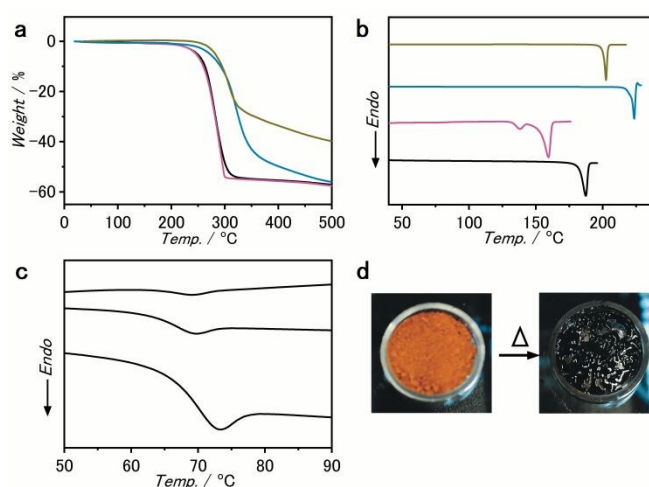 a
Weight / %
0
-20
-40
-60
0 100 200 300 400 500
Temp. / °C
b
Endo
50 100 150 200
Temp. / °C
c
Endo
50 60 70 80 90
Temp. / °C
d
Δ